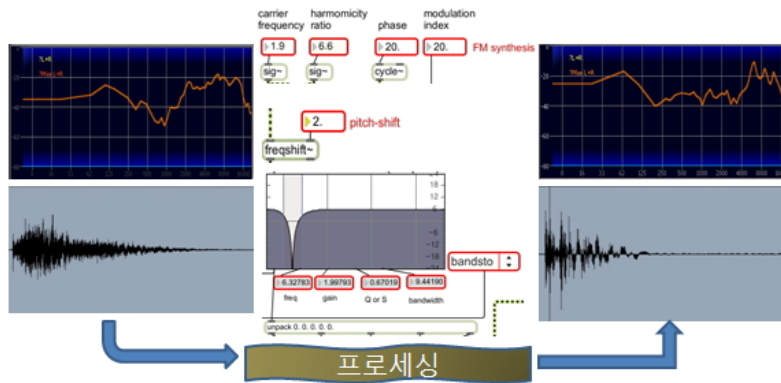 carrier frequency
harmonicity ratio
phase
modulation index
1.9
6.6
20.
20.
FM synthesis
sig~
sig~
cycle~
2.
pitch-shift
freqshift~
18
12
6
0
-6
-12
-18
-24
bandsto
6.32783
1.99793
0.67019
9.44190
freq
gain
Q or S
bandwidth
unpack 0. 0. 0. 0. 0.
프로세싱